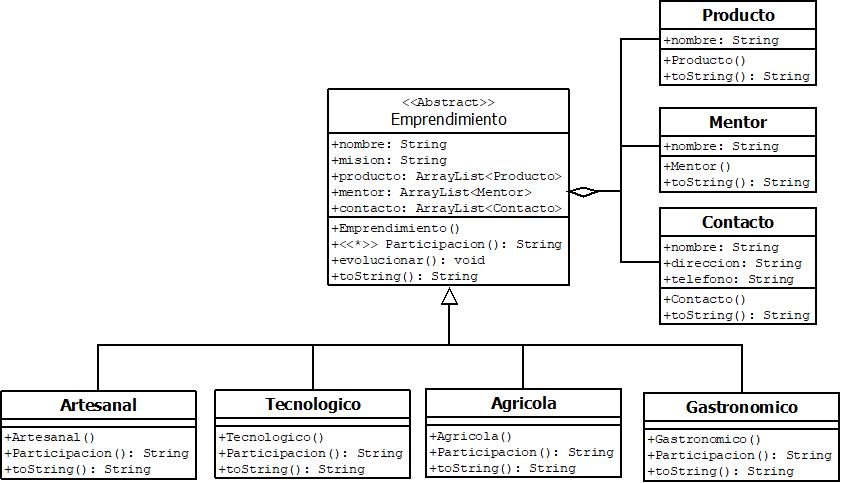 Producto
+nombre: String
+Producto()
+toString(): String
<<Abstract>>
Emprendimiento
+nombre: String
+mision: String
+producto: ArrayList<Producto>
+mentor: ArrayList<Mentor>
+contacto: ArrayList<Contacto>
+Emprendimiento()
+<<*>> Participacion(): String
+evolucionar(): void
+toString(): String
Mentor
+nombre: String
+Mentor()
+toString(): String
Contacto
+nombre: String
+direccion: String
+telefono: String
+Contacto()
+toString(): String
Artesanal
+Artesanal()
+Participacion(): String
+toString(): String
Tecnologico
+Tecnologico()
+Participacion(): String
+toString(): String
Agricola
+Agricola()
+Participacion(): String
+toString(): String
Gastronomico
+Gastronomico()
+Participacion(): String
+toString(): String